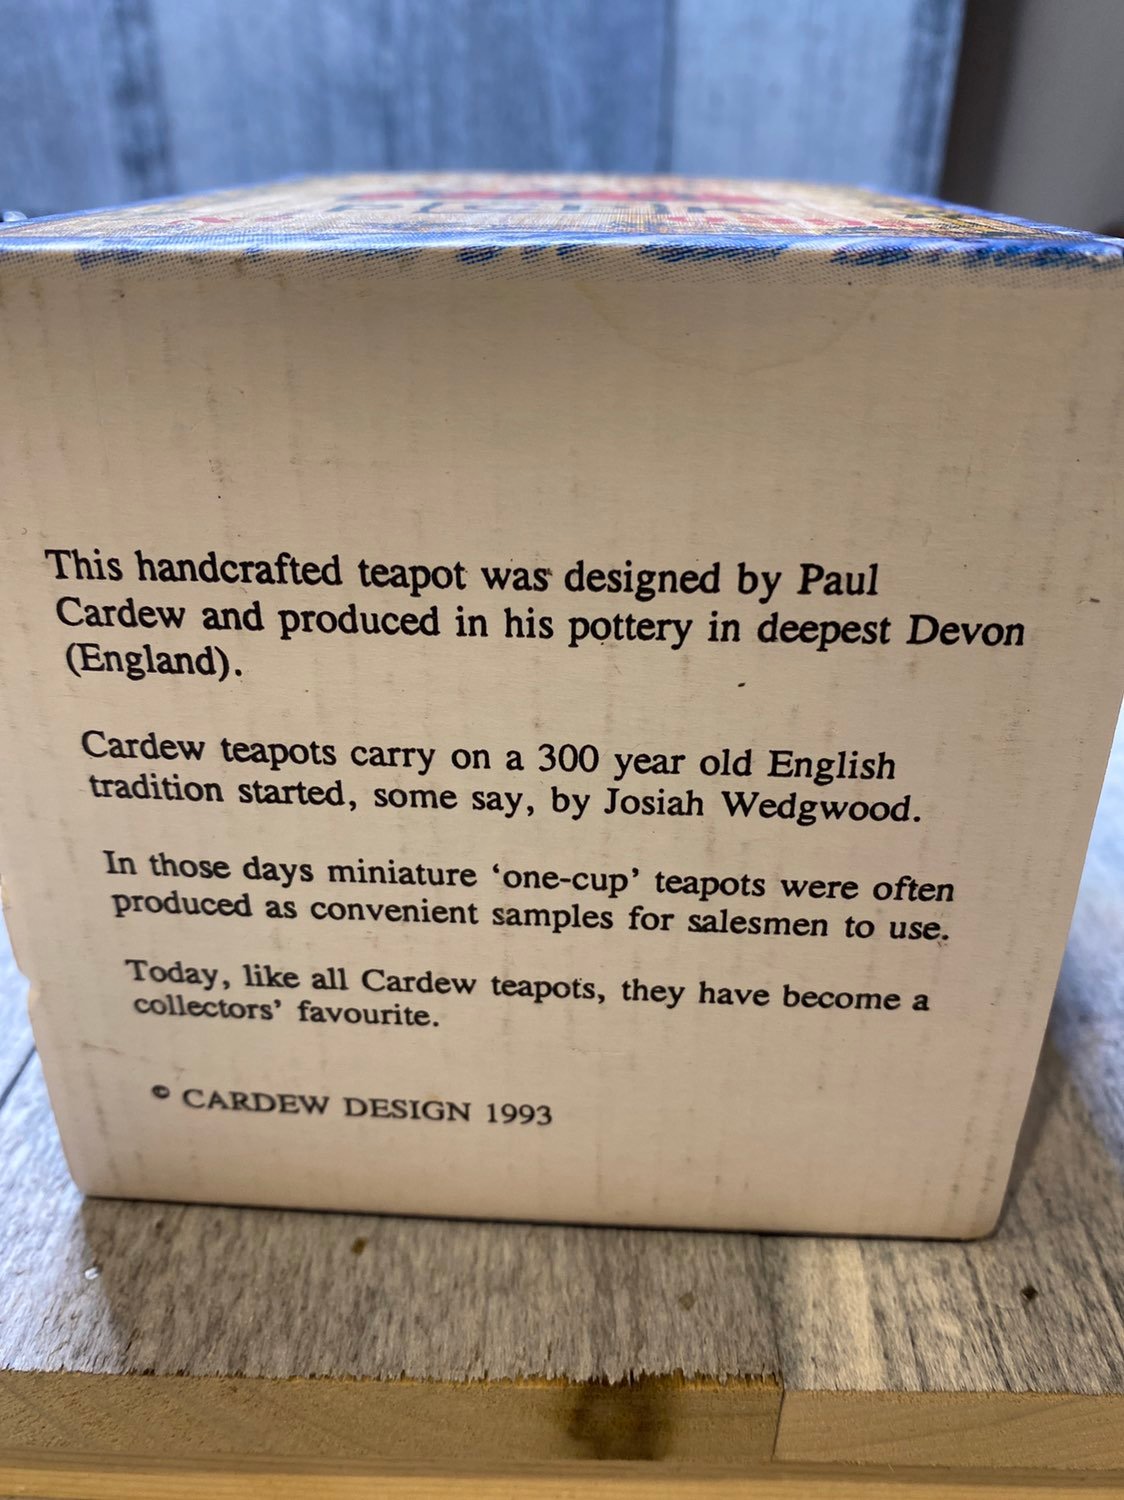 This handcrafted teapot was designed by Paul
Cardew and produced in his pottery in deepest Devon
(England).
Cardew teapots carry on a 300 year old English
tradition started, some say, by Josiah Wedgwood.
In those days miniature ‘one-cup’ teapots were often
produced as convenient samples for salesmen to use.
Today, like all Cardew teapots, they have become a
collectors’ favourite.
© CARDEW DESIGN 1993